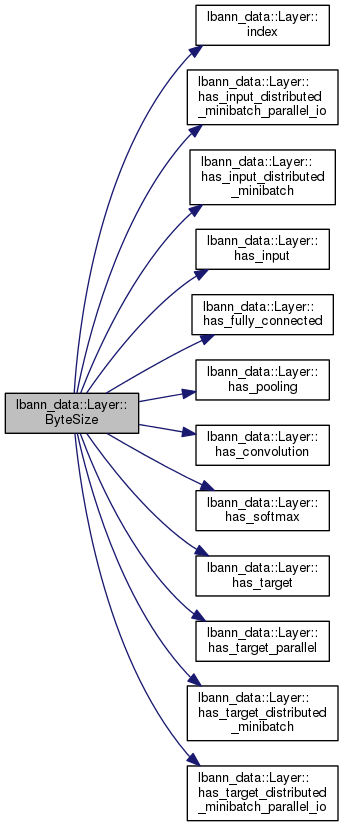 lbann_data::Layer::
index
lbann_data::Layer::
has_input_distributed
_minibatch_parallel_io
lbann_data::Layer::
has_input_distributed
_minibatch
lbann_data::Layer::
has_input
lbann_data::Layer::
has_fully_connected
lbann_data::Layer::
has_pooling
lbann_data::Layer::
ByteSize
lbann_data::Layer::
has_convolution
lbann_data::Layer::
has_softmax
lbann_data::Layer::
has_target
lbann_data::Layer::
has_target_parallel
lbann_data::Layer::
has_target_distributed
_minibatch
lbann_data::Layer::
has_target_distributed
_minibatch_parallel_io